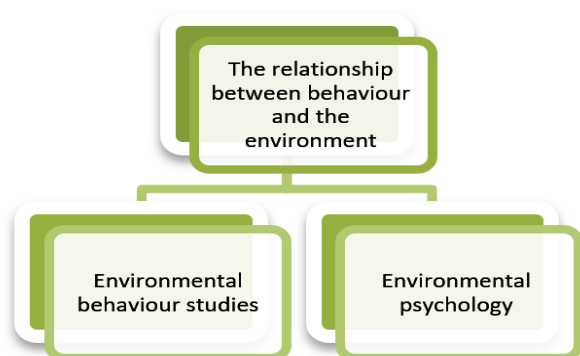 The relationship
between behaviour
and the
environment
Environmental
behaviour studies
Environmental
psychology